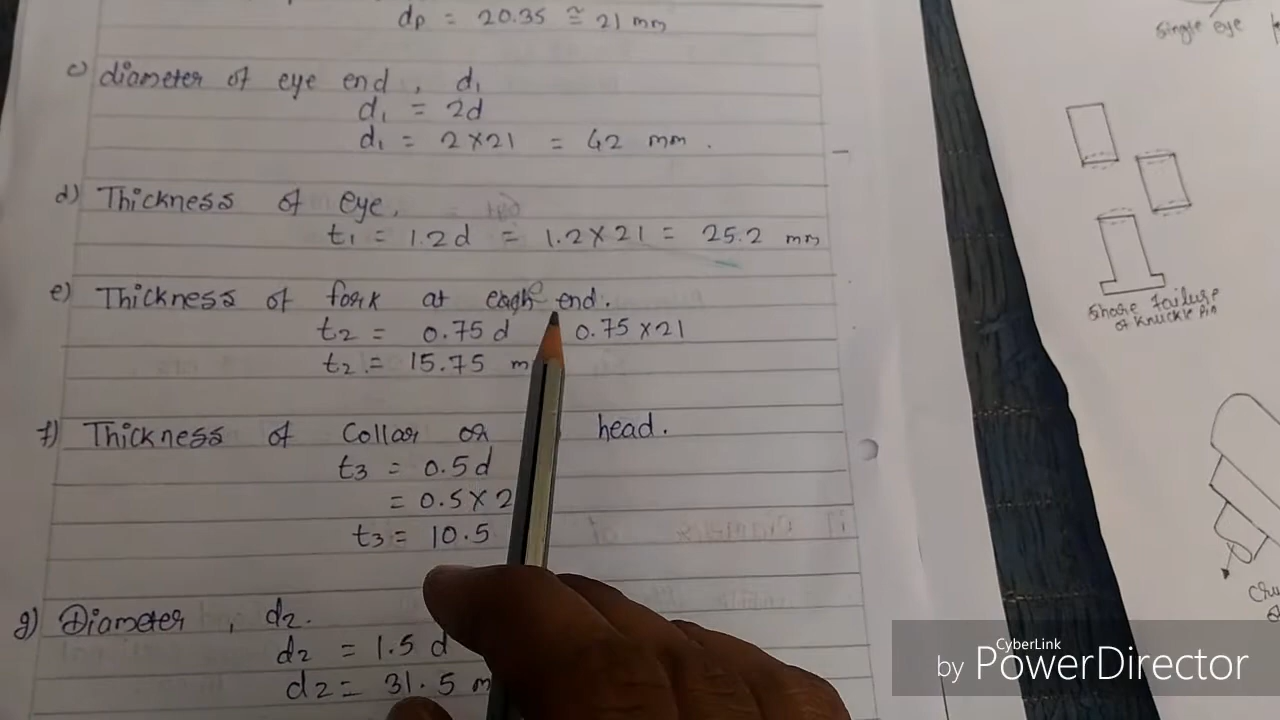 dp = 20.35 ≅ 21 mm
c) diameter of eye end, d1
d1 = 2d
d1 = 2×21 = 42 mm.
d) Thickness of eye,
t1 = 1.2d = 1.2×21 = 25.2 mm
e) Thickness of fork at each end.
t2 = 0.75d 0.75×21
t2 = 15.75 m
f) Thickness of Collar or head.
t3 = 0.5d
= 0.5×2
t3 = 10.5
g) Diameter, d2.
d2 = 1.5 d
d2 = 31.5 m
Single eye
Share Failure
of knuckle pin
CyberLink
by PowerDirector